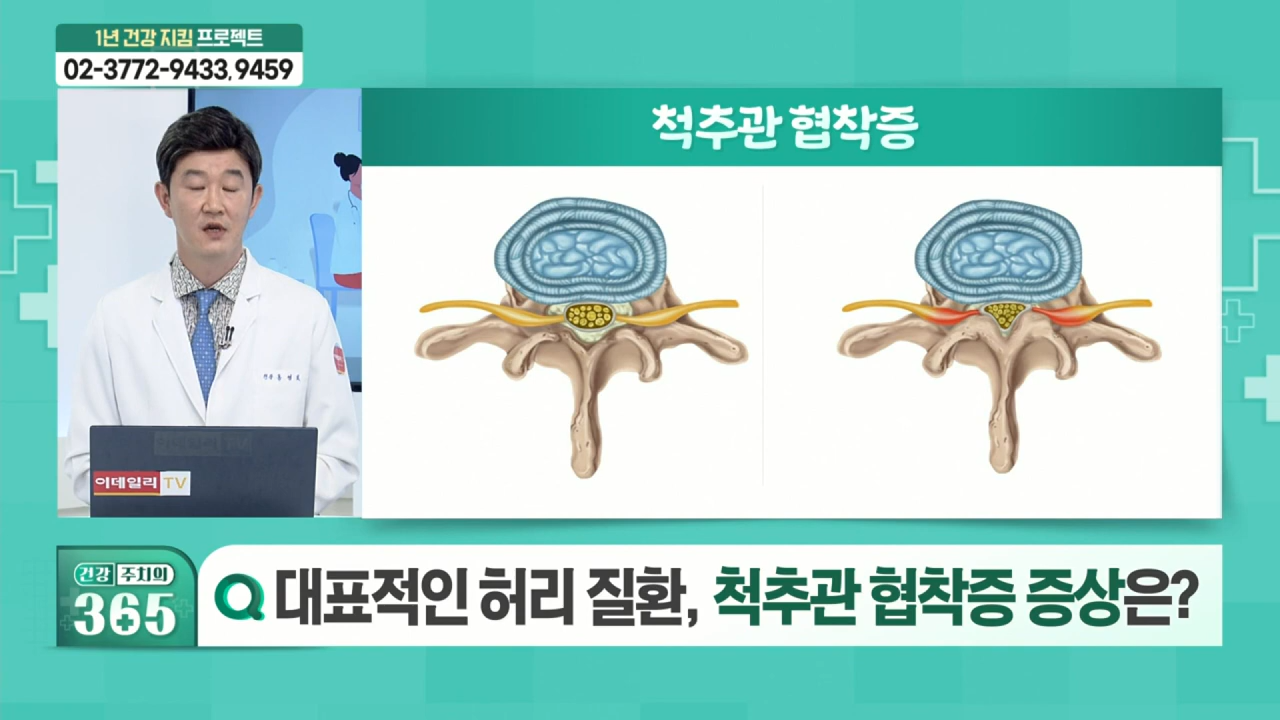 1년 건강 지킴 프로젝트
02-3772-9433, 9459
척추관 협착증
이데일리 TV
건강 주치의
365
Q 대표적인 허리 질환, 척추관 협착증 증상은?